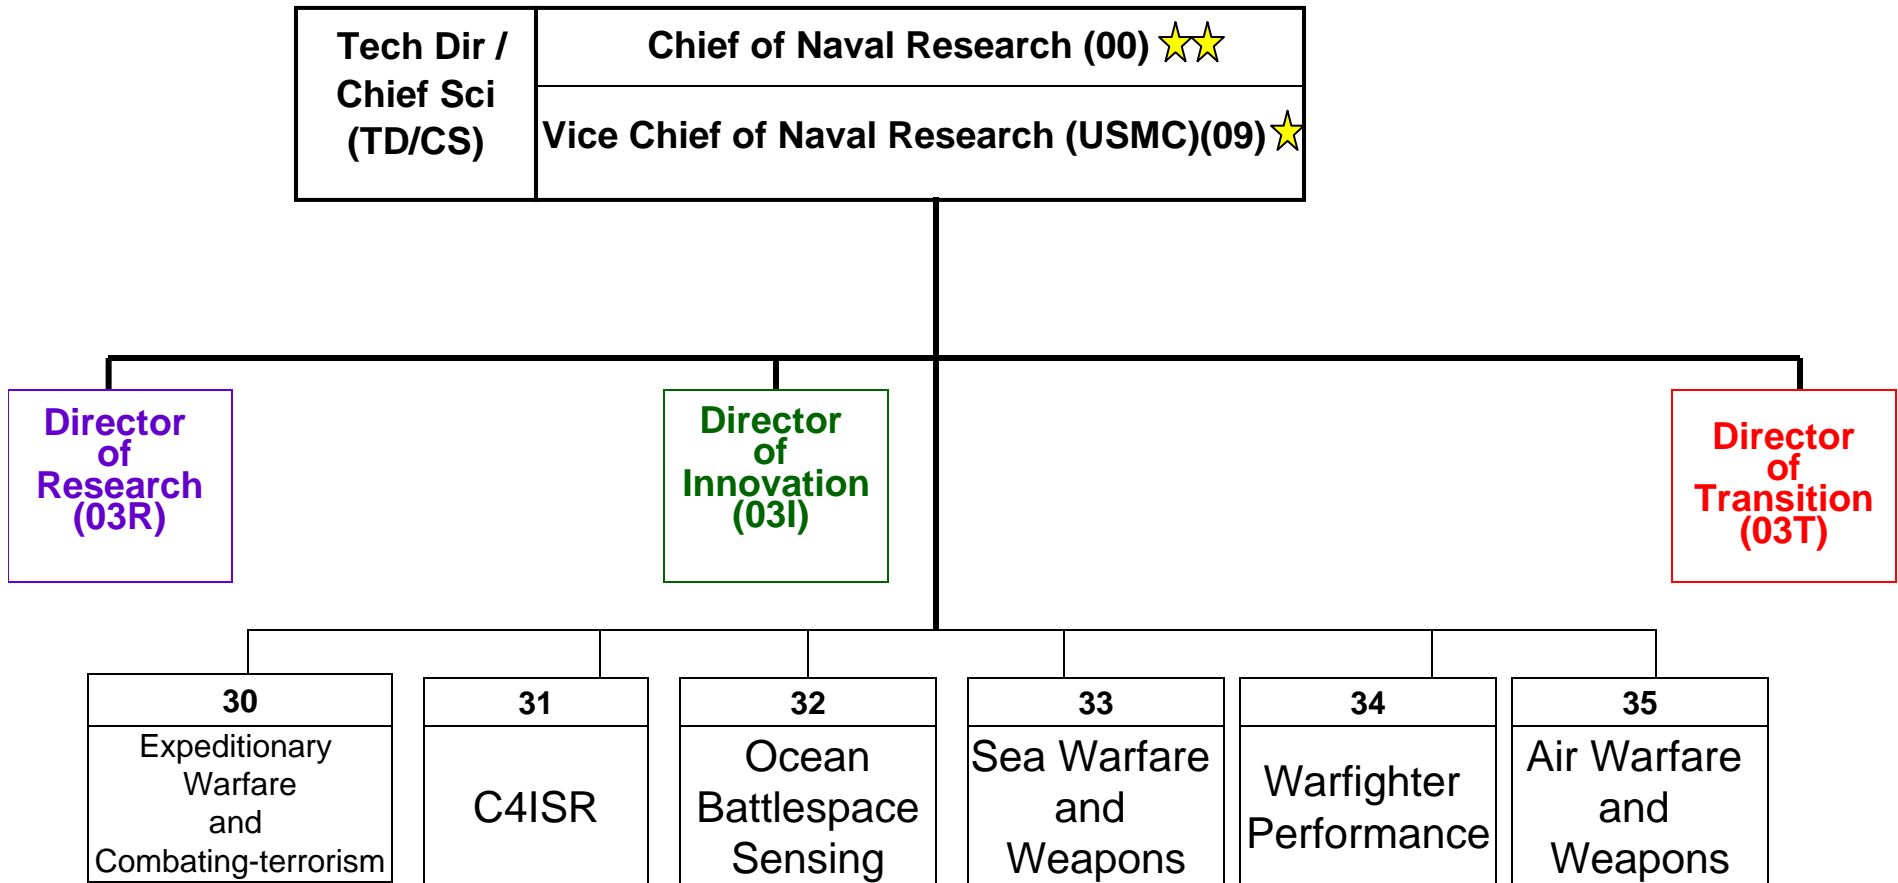 Tech Dir /
Chief Sci
(TD/CS)
Chief of Naval Research (00)
Vice Chief of Naval Research (USMC)(09)
Director
of
Research
(03R)
Director
of
Innovation
(03I)
Director
of
Transition
(03T)
30
Expeditionary
Warfare
and
Combating-terrorism
31
C4ISR
32
Ocean
Battlespace
Sensing
33
Sea Warfare
and
Weapons
34
Warfighter
Performance
35
Air Warfare
and
Weapons